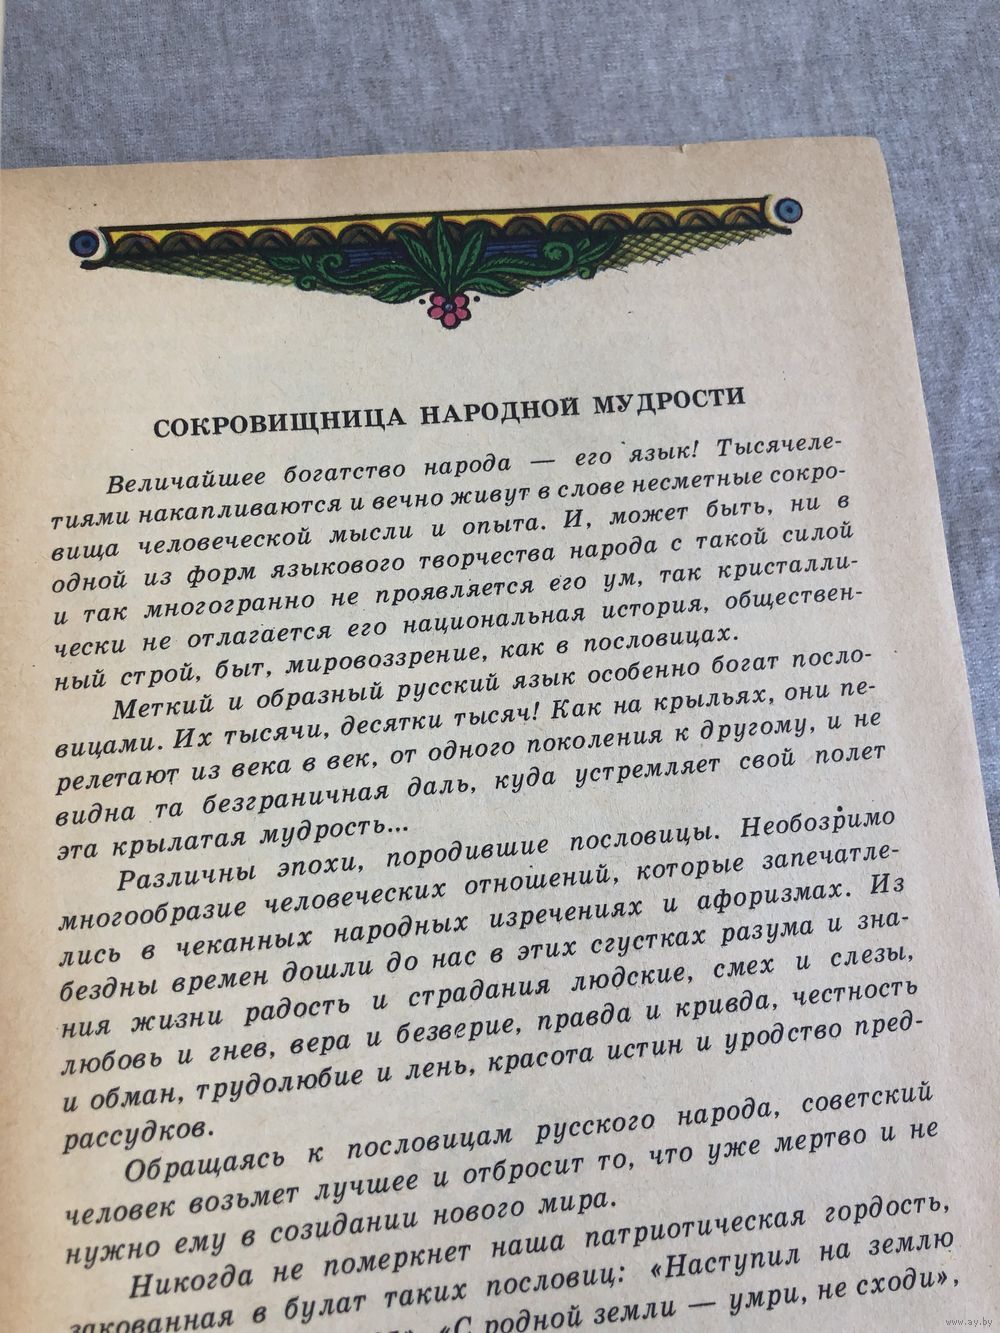 СОКРОВИЩНИЦА НАРОДНОЙ МУДРОСТИ
Величайшее богатство народа — его язык! Тысячеле-
тиями накапливаются и вечно живут в слове несметные сокро-
вища человеческой мысли и опыта. И, может быть, ни в
одной из форм языкового творчества народа с такой силой
и так многогранно не проявляется его ум, так кристалли-
чески не отлагается его национальная история, обществен-
ный строй, быт, мировоззрение, как в пословицах.
Меткий и образный русский язык особенно богат посло-
вицами. Их тысячи, десятки тысяч! Как на крыльях, они пе-
релетают из века в век, от одного поколения к другому, и не
видна та безграничная даль, куда устремляет свой полет
эта крылатая мудрость...
Различны эпохи, породившие пословицы. Необозримо
многообразие человеческих отношений, которые запечатле-
лись в чеканных народных изречениях и афоризмах. Из
бездны времен дошли до нас в этих сгустках разума и зна-
ния жизни радость и страдания людские, смех и слезы,
любовь и гнев, вера и безверие, правда и кривда, честность
и обман, трудолюбие и лень, красота истин и уродство пред-
рассудков.
Обращаясь к пословицам русского народа, советский
человек возьмет лучшее и отбросит то, что уже мертво и не
нужно ему в созидании нового мира.
Никогда не померкнет наша патриотическая гордость,
закованная в булат таких пословиц: «Наступил на землю
«С родной земли — умри, не сходи»,
www.ay.by